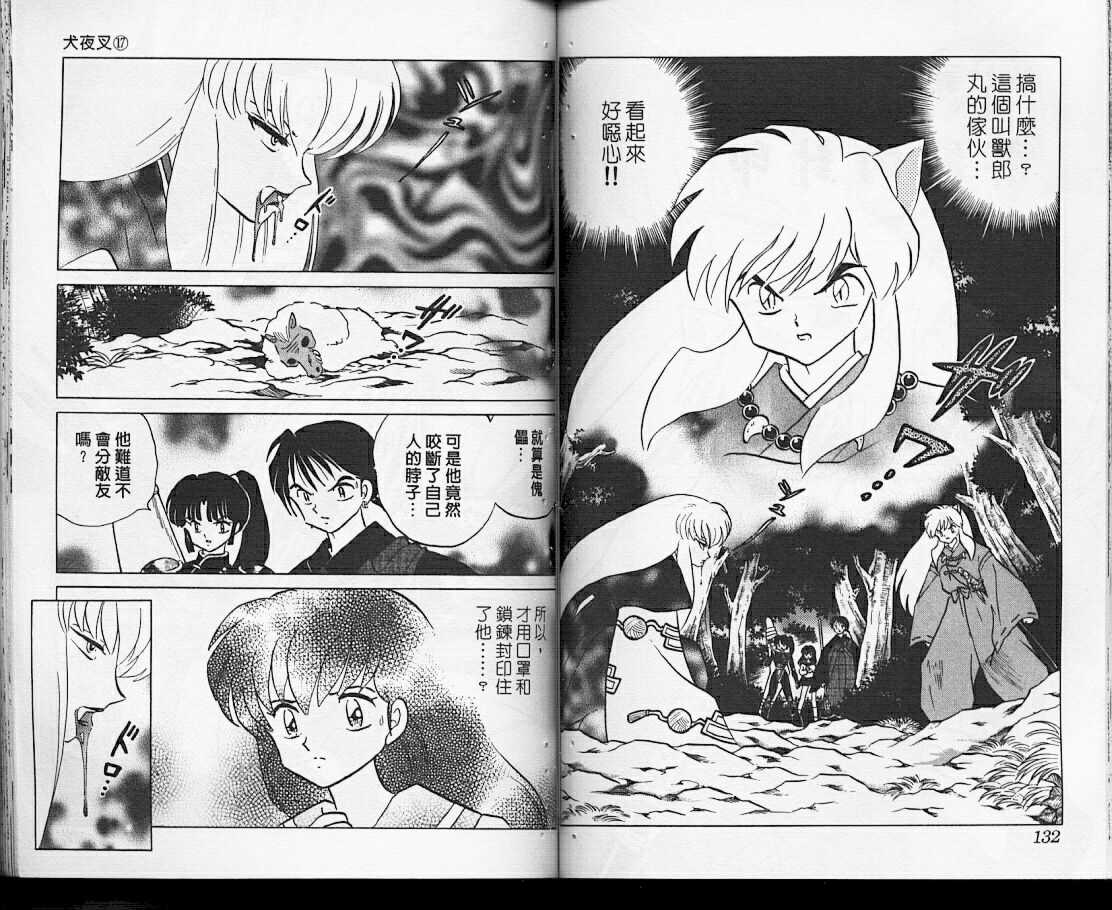 搞什麼…?
這個叫獸郎
丸的傢伙…
看起來
好噁心!!
132
犬夜叉⑰
就算是傀
儡…
可是他竟然
咬斷了自己
人的脖子…
他難道不
會分敵友
嗎?
所以，
才用口罩和
鎖鍊封印住
了他……?